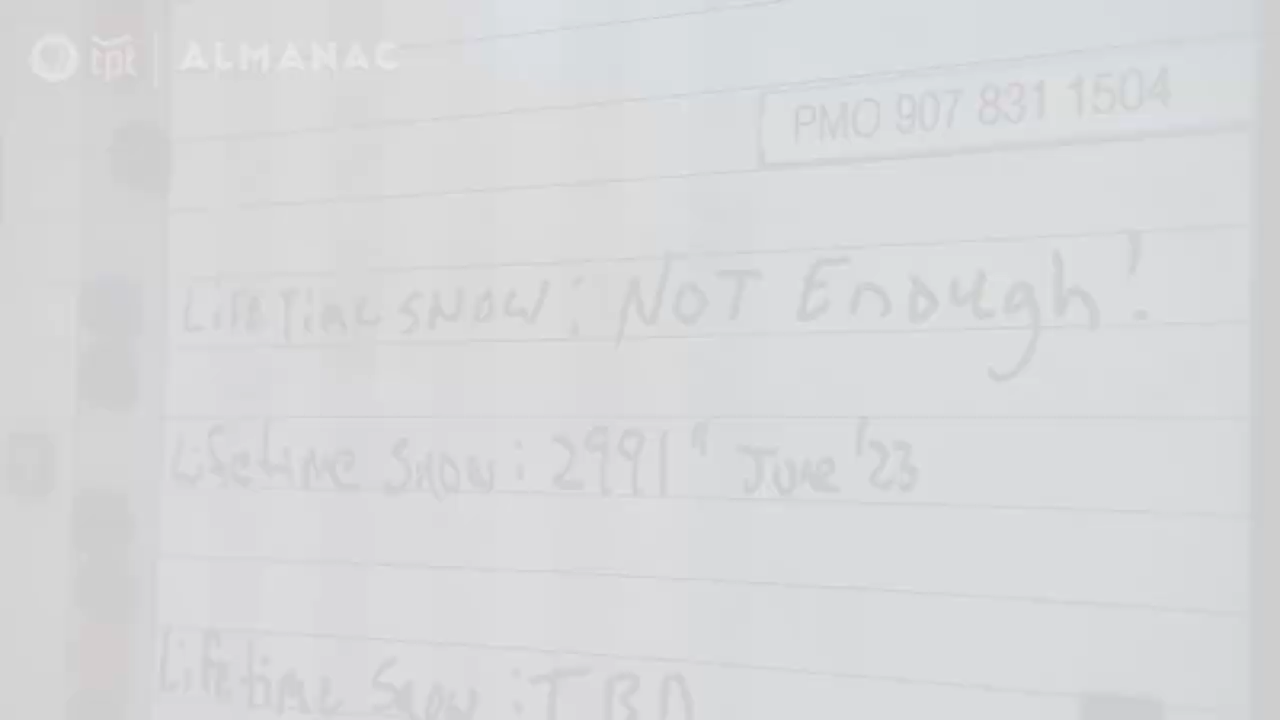 tpt | ALMANAC
PMO 907 831 1504
LifeTime SNOW: NOT Enough!
Lifetime Snow: 2991" June '23
Lifetime Snow: TBD